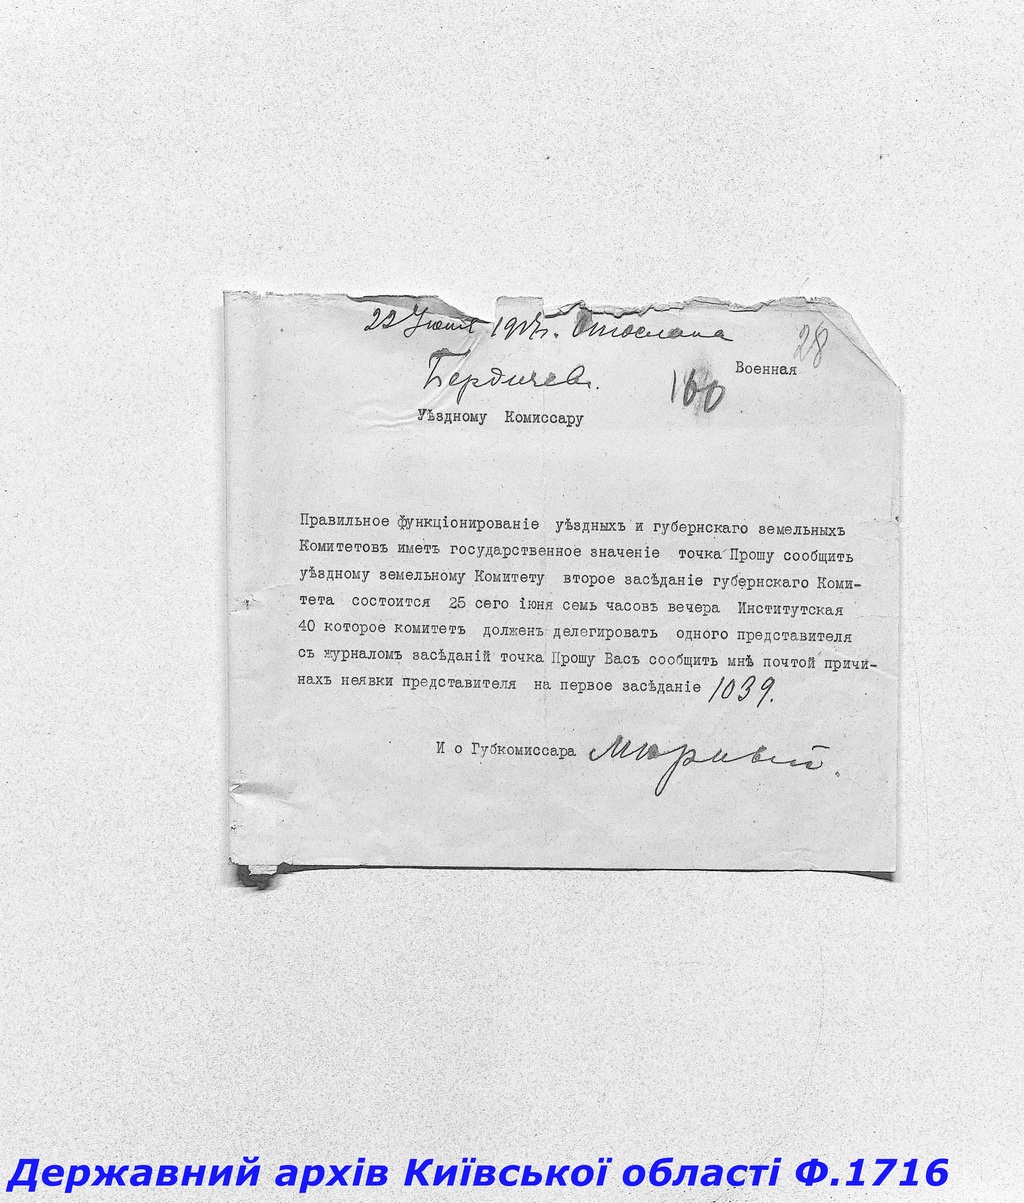 22 Июня 1917г. Отослана
28
Военная
Бердичев.
160
Уѣздному Комиссару
Правильное функціонированіе уѣздныхъ и губернскаго земельныхъ
Комитетовъ иметъ государственное значеніе точка Прошу сообщить
уѣздному земельному Комитету второе засѣданіе губернскаго Коми-
тета состоится 25 сего іюня семь часовъ вечера Институтская
40 которое комитетъ долженъ делегировать одного представителя
съ журналомъ засѣданій точка Прошу Васъ сообщить мнѣ почтой причи-
нахъ неявки представителя на первое засѣданіе 1039.
И о Губкомиссара Мирный.
Державний архів Київської області Ф.1716